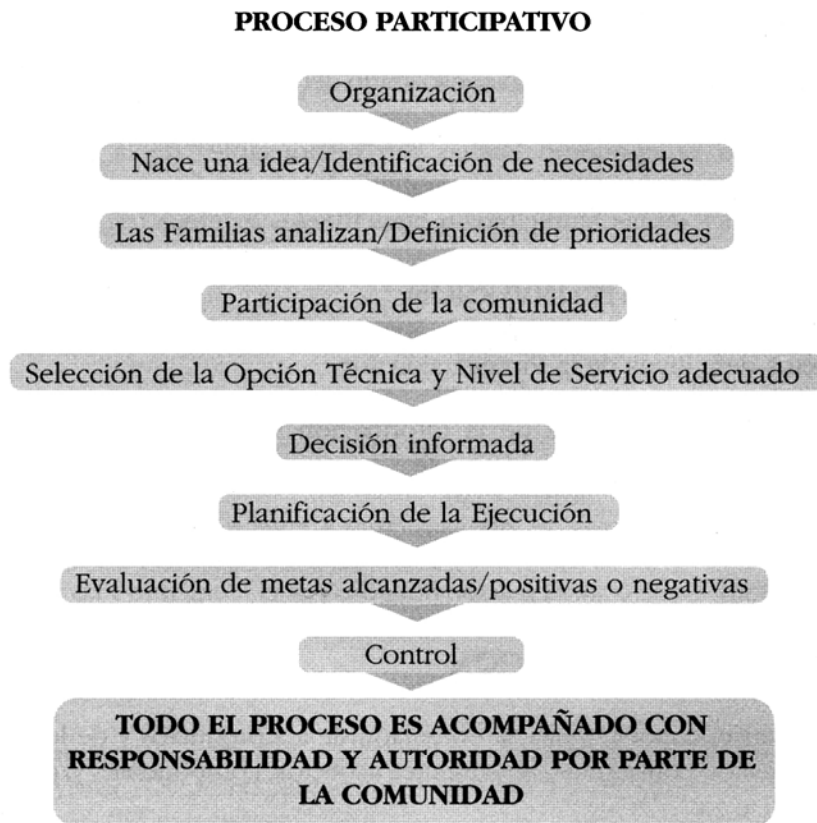 PROCESO PARTICIPATIVO
Organización
Nace una idea/Identificación de necesidades
Las Familias analizan/Definición de prioridades
Participación de la comunidad
Selección de la Opción Técnica y Nivel de Servicio adecuado
Decisión informada
Planificación de la Ejecución
Evaluación de metas alcanzadas/positivas o negativas
Control
TODO EL PROCESO ES ACOMPAÑADO CON
RESPONSABILIDAD Y AUTORIDAD POR PARTE DE
LA COMUNIDAD